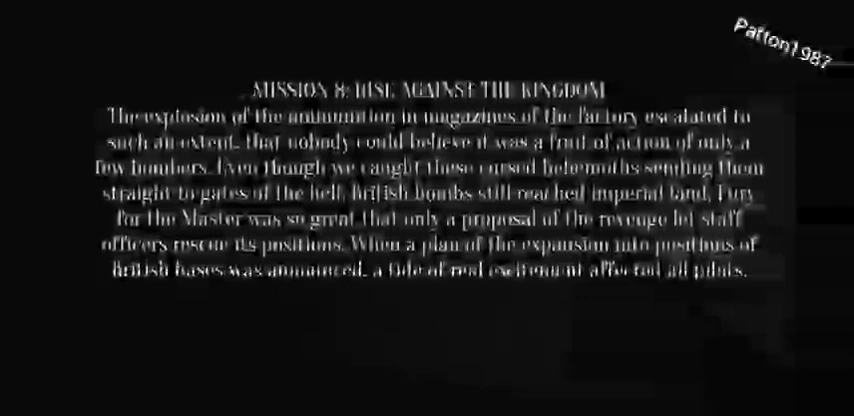 Patton1987
MISSION 8: RISE AGAINST THE KINGDOM
The explosion of the ammunition in magazines of the factory escalated to
such an extent, that nobody could believe it was a fruit of action of only a
few bombers. Even though we caught these cursed behemoths sending them
straight to gates of the hell, British bombs still reached imperial land. Fury
for the Master was so great that only a proposal of the revenge let staff
officers rescue its positions. When a plan of the expansion into positions of
British bases was announced, a tide of real excitement affected all pilots.